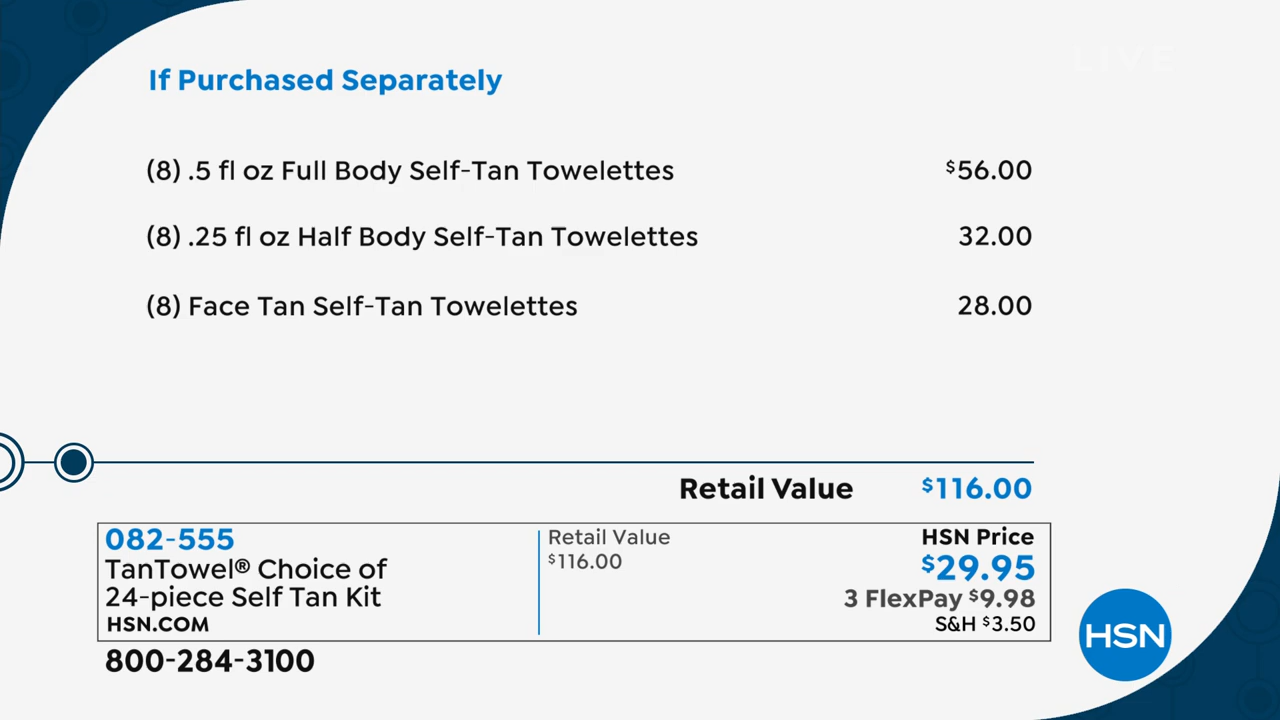 LIVE
If Purchased Separately
(8) .5 fl oz Full Body Self-Tan Towelettes $56.00
(8) .25 fl oz Half Body Self-Tan Towelettes 32.00
(8) Face Tan Self-Tan Towelettes 28.00
Retail Value $116.00
082-555
TanTowel® Choice of
24-piece Self Tan Kit
HSN.COM
Retail Value
$116.00
HSN Price
$29.95
3 FlexPay $9.98
S&H $3.50
800-284-3100
HSN